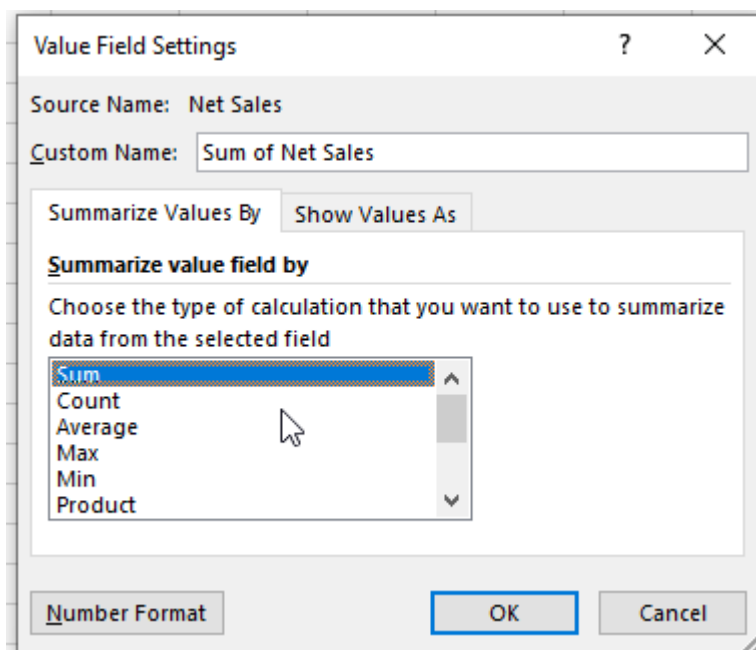 Value Field Settings ? ✕
Source Name: Net Sales
Custom Name: Sum of Net Sales
Summarize Values By Show Values As
Summarize value field by
Choose the type of calculation that you want to use to summarize
data from the selected field
Sum
Count
Average
Max
Min
Product
Number Format OK Cancel